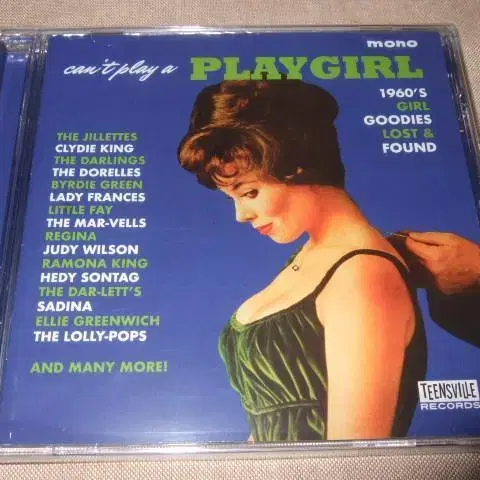 mono
can't play a PLAYGIRL
1960'S
GIRL
GOODIES
LOST &
FOUND
THE JILLETTES
CLYDIE KING
THE DARLINGS
THE DORELLES
BYRDIE GREEN
LADY FRANCES
LITTLE FAY
THE MAR-VELLS
REGINA
JUDY WILSON
RAMONA KING
HEDY SONTAG
THE DAR-LETT'S
SADINA
ELLIE GREENWICH
THE LOLLY-POPS
AND MANY MORE!
TEENSVILLE
RECORDS